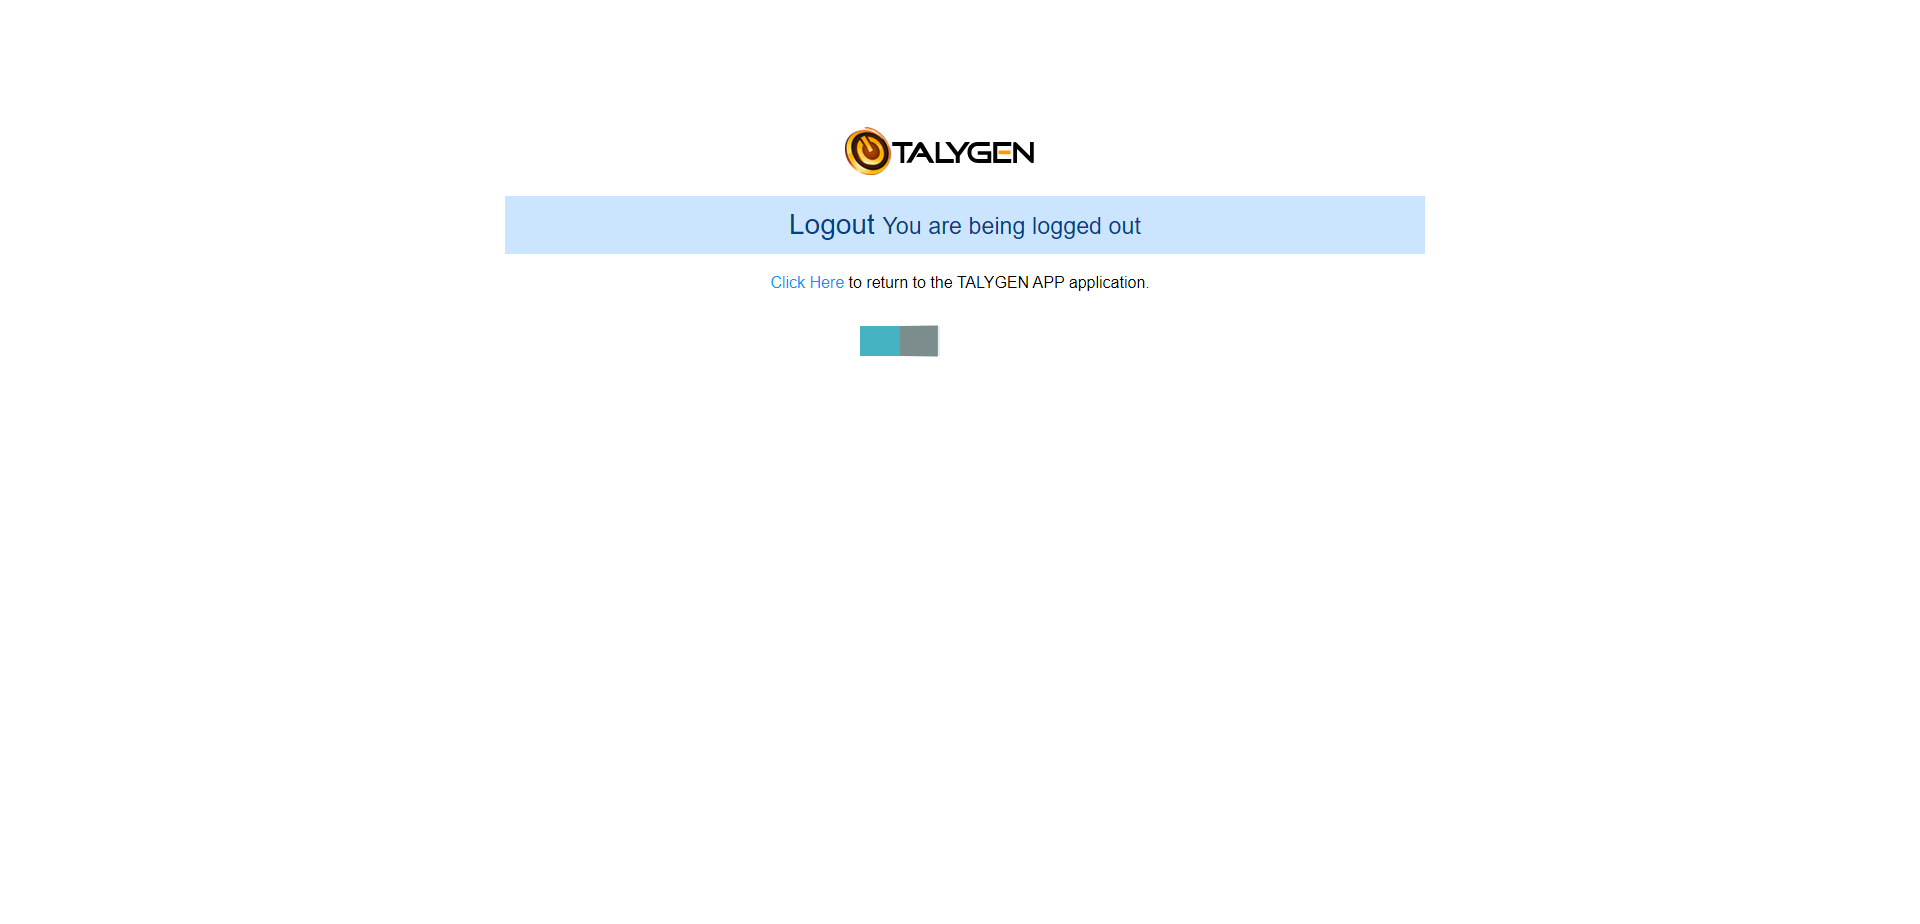 TALYGEN
Logout You are being logged out
Click Here to return to the TALYGEN APP application.